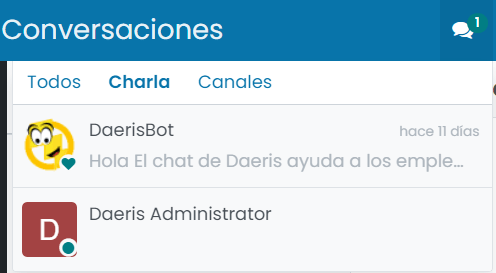 Conversaciones
1
Todos Charla Canales
DaerisBot hace 11 días
Hola El chat de Daeris ayuda a los emple...
D Daeris Administrator